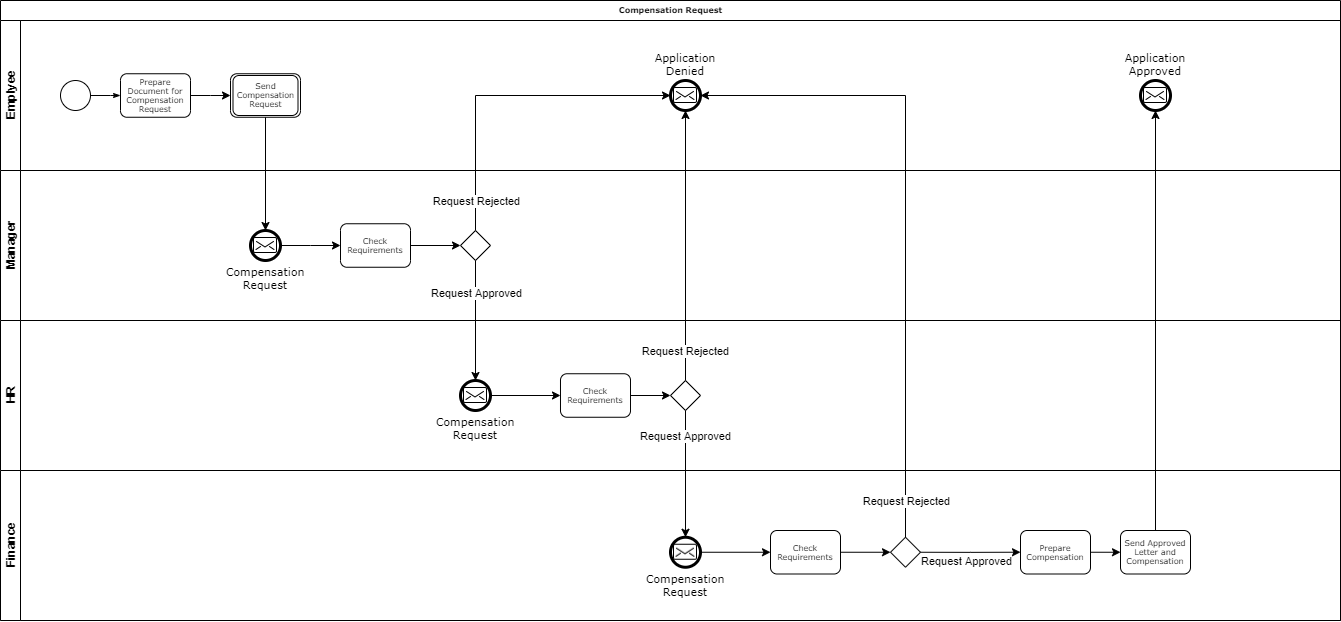 Compensation Request
Emplyee
Prepare
Document for
Compensation
Request
Send
Compensation
Request
Application
Denied
Application
Approved
Manager
Compensation
Request
Check
Requirements
Request Rejected
Request Approved
HR
Compensation
Request
Check
Requirements
Request Rejected
Request Approved
Finance
Compensation
Request
Check
Requirements
Request Rejected
Request Approved
Prepare
Compensation
Send Approved
Letter and
Compensation